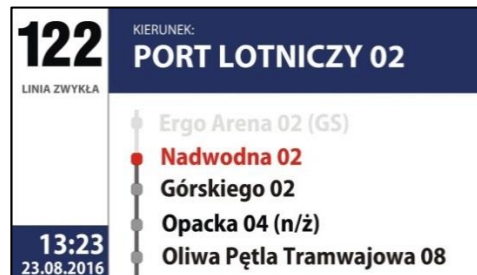 122
LINIA ZWYKŁA
KIERUNEK:
PORT LOTNICZY 02
Ergo Arena 02 (GS)
Nadwodna 02
Górskiego 02
Opacka 04 (n/ż)
Oliwa Pętla Tramwajowa 08
13:23
23.08.2016